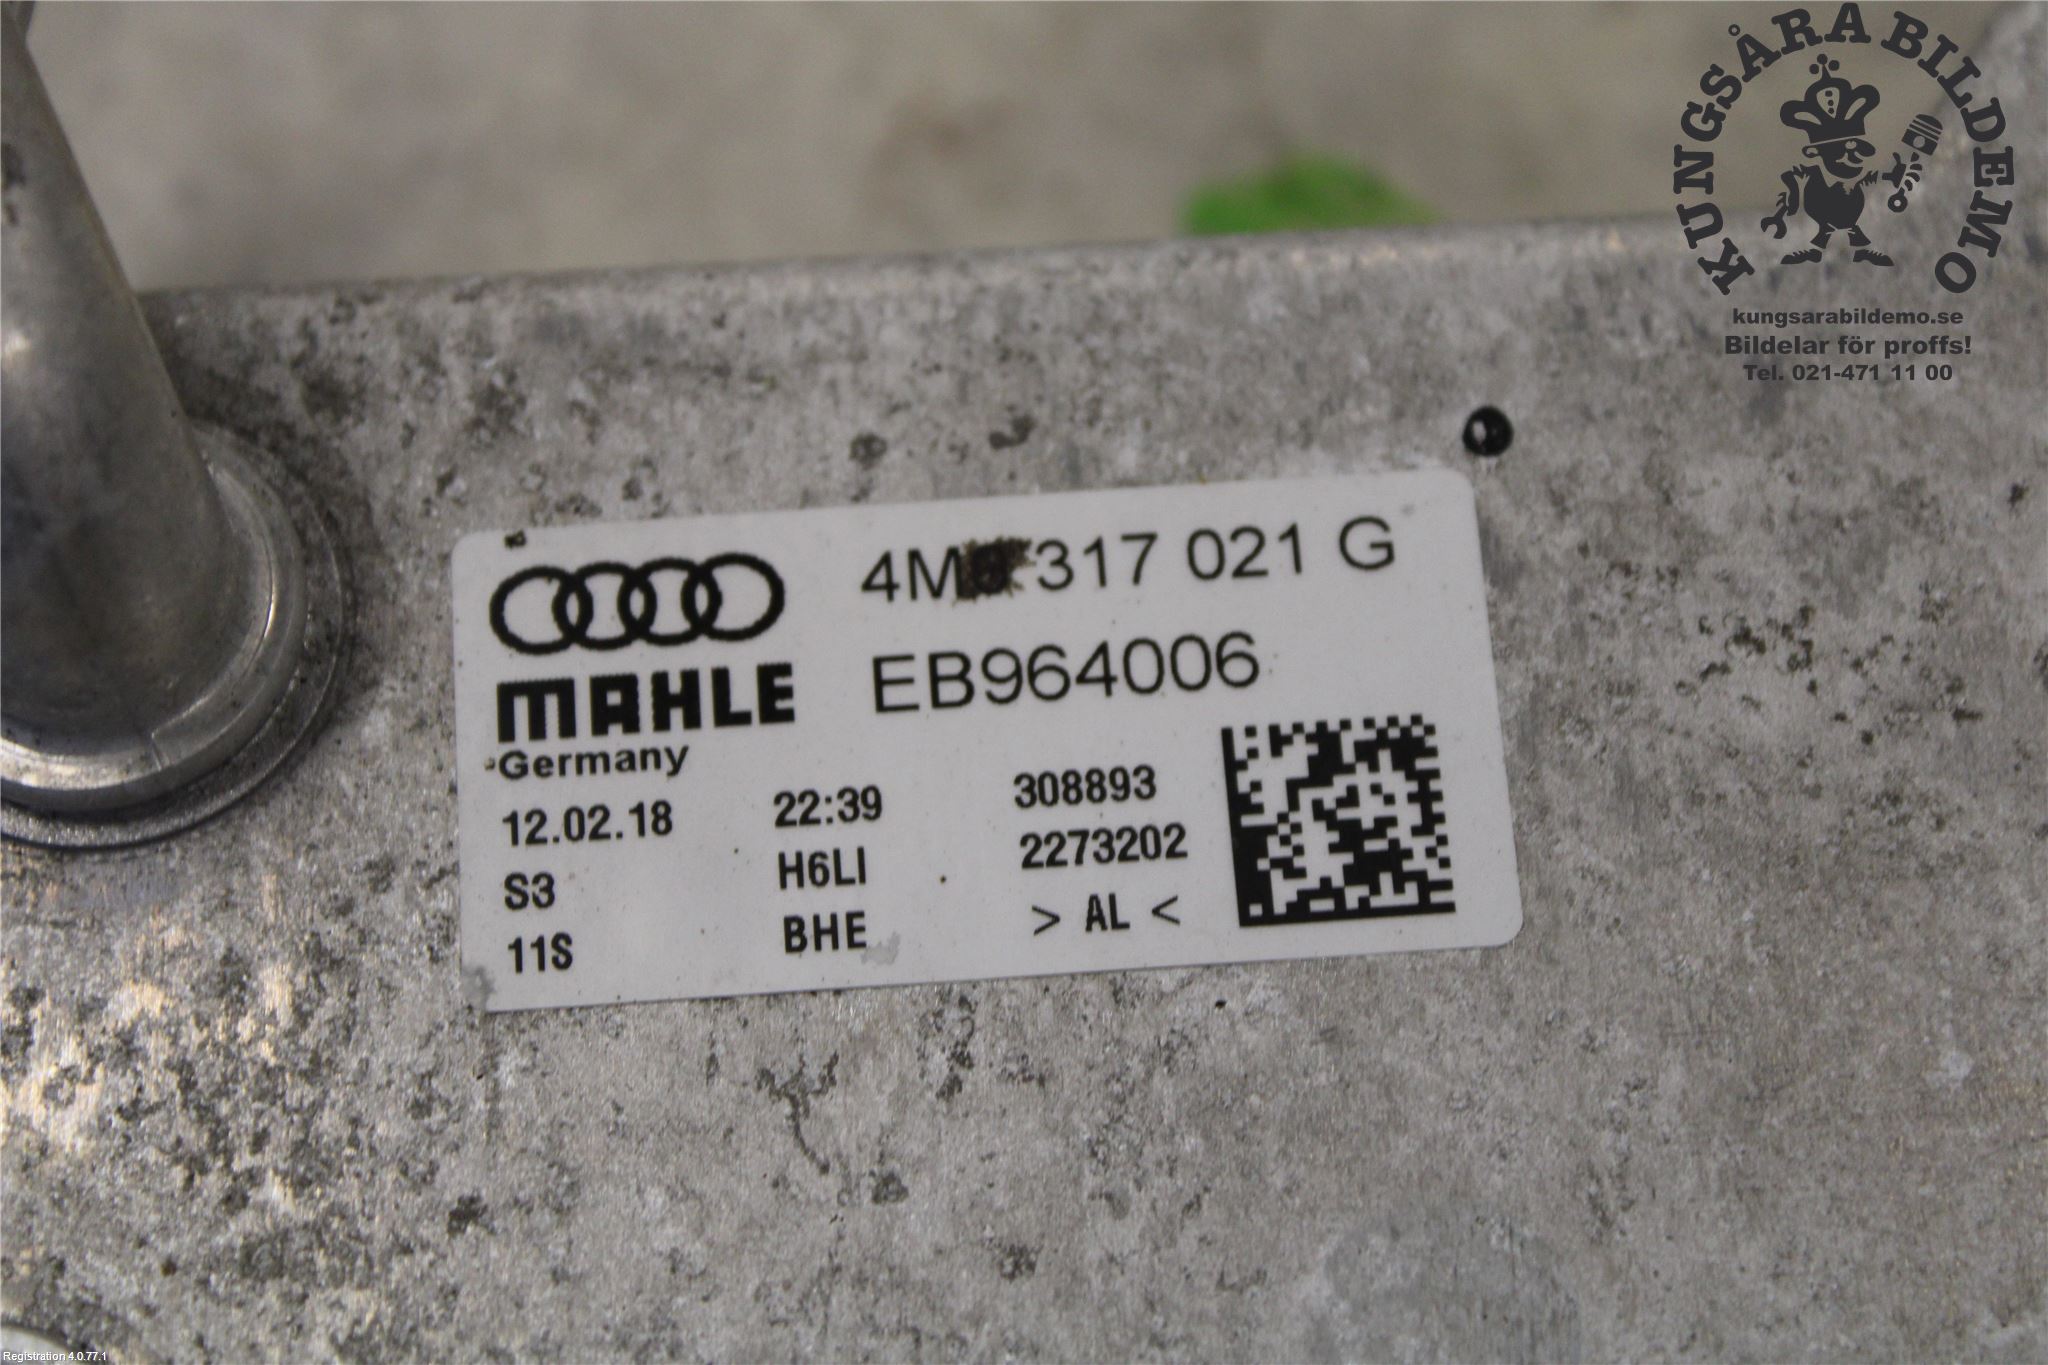 KUNGSÅRA BILDEMO
kungsarabildemo.se
Bildelar för proffs!
Tel. 021-471 11 00
4M0 317 021 G
MAHLE EB964006
Germany
12.02.18 22:39 308893
S3 H6LI 2273202
11S BHE > AL <
Registration 4.0.77.1